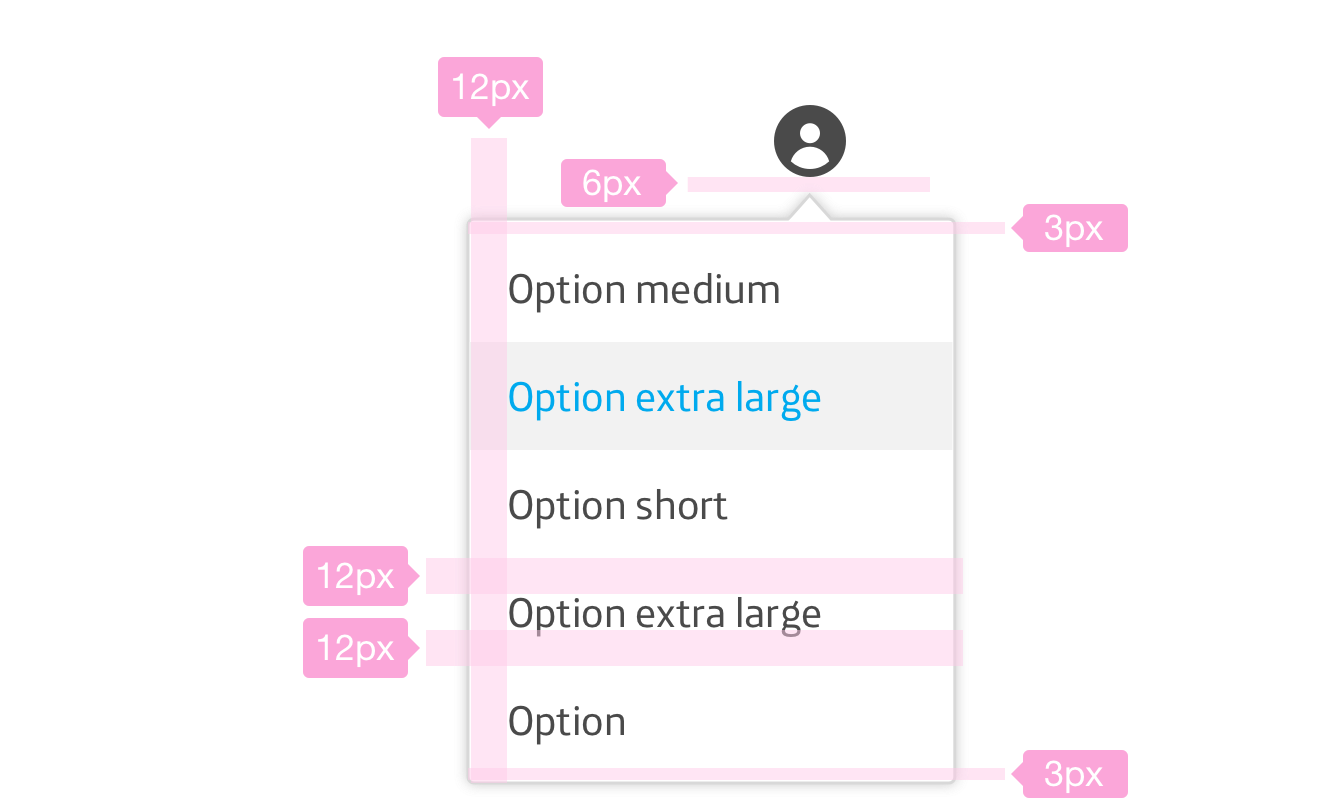 12px
6px
3px
Option medium
Option extra large
Option short
12px
Option extra large
12px
Option
3px